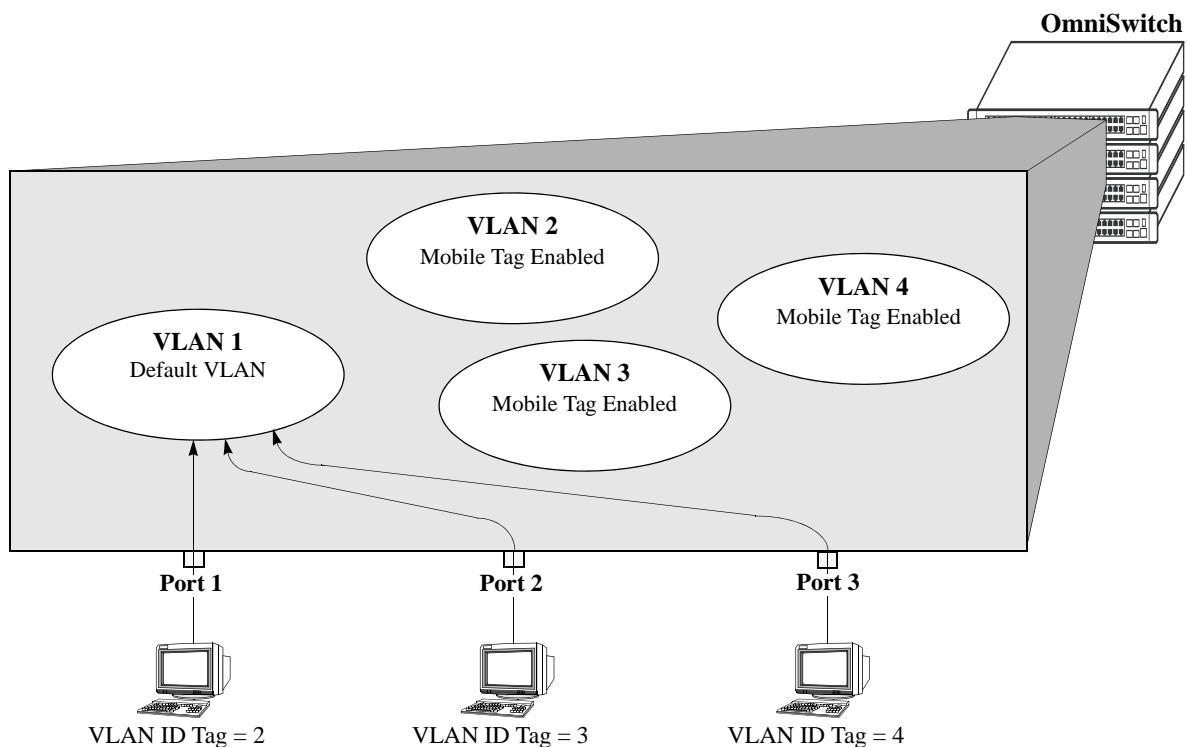 OmniSwitch
VLAN 2
Mobile Tag Enabled
VLAN 4
Mobile Tag Enabled
VLAN 1
Default VLAN
VLAN 3
Mobile Tag Enabled
Port 1
Port 2
Port 3
VLAN ID Tag = 2
VLAN ID Tag = 3
VLAN ID Tag = 4